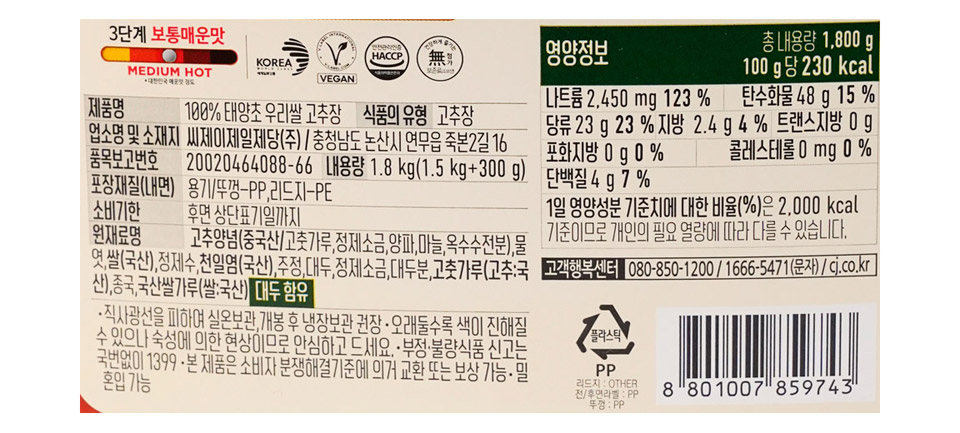 3단계 보통매운맛
MEDIUM HOT
• 대한민국 매운맛 정도
KOREA
VEGAN
HACCP
無
제품명 100% 태양초 우리쌀 고추장 식품의 유형 고추장
업소명 및 소재지 씨제이제일제당(주) / 충청남도 논산시 연무읍 죽본2길 16
품목보고번호 20020464088-66 내용량 1.8 kg(1.5 kg+300 g)
포장재질(내면) 용기/뚜껑-PP,리드지-PE
소비기한 후면 상단표기일까지
원재료명 고추양념(중국산/고춧가루,정제소금,양파,마늘,옥수수전분),물
엿,쌀(국산),정제수,천일염(국산),주정,대두,정제소금,대두분,고춧가루(고추:국
산),종국,국산쌀가루(쌀:국산) 대두 함유
•직사광선을 피하여 실온보관,개봉 후 냉장보관 권장 •오래둘수록 색이 진해질
수 있으나 숙성에 의한 현상이므로 안심하고 드세요. •부정·불량식품 신고는
국번없이 1399 •본 제품은 소비자 분쟁해결기준에 의거 교환 또는 보상 가능 •밀
혼입 가능
영양정보
총 내용량 1,800 g
100 g당 230 kcal
나트륨 2,450 mg 123 % 탄수화물 48 g 15 %
당류 23 g 23 % 지방 2.4 g 4 % 트랜스지방 0 g
포화지방 0 g 0 % 콜레스테롤 0 mg 0 %
단백질 4 g 7 %
1일 영양성분 기준치에 대한 비율(%)은 2,000 kcal
기준이므로 개인의 필요 열량에 따라 다를 수 있습니다.
고객행복센터 080-850-1200 / 1666-5471(문자) / cj.co.kr
플라스틱
PP
리드지 : OTHER
전/후면라벨 : PP
뚜껑 : PP
8 801007 859743